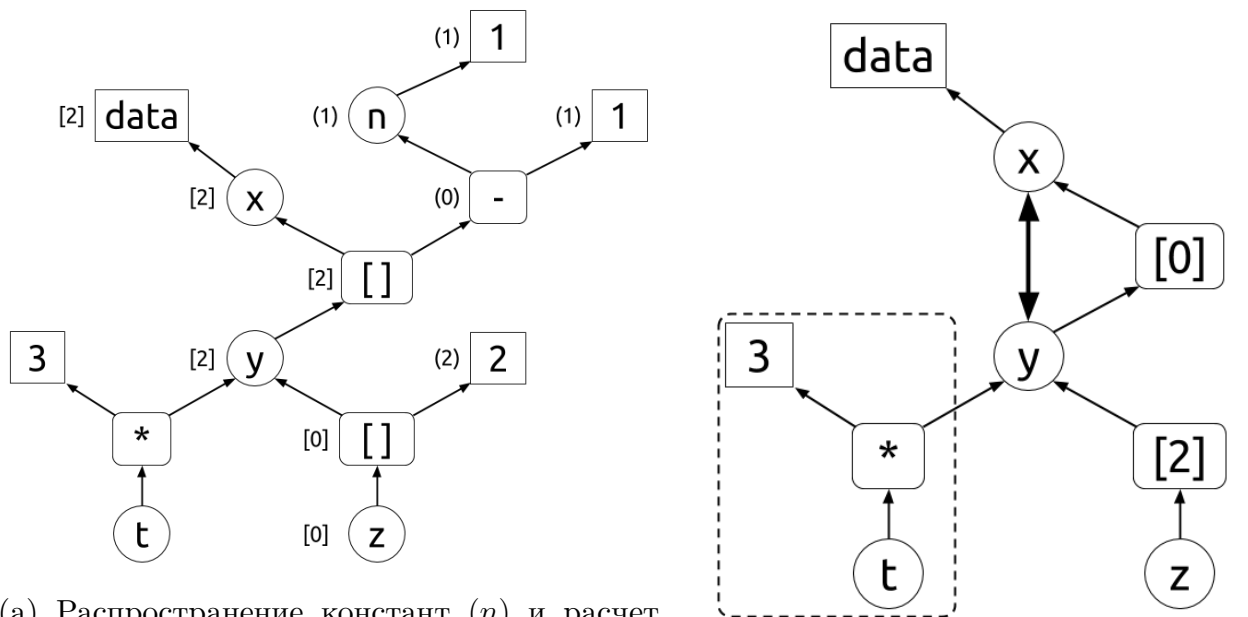 (1) 1
[2] data (1) n (1) 1
[2] x (0) -
[2] []
3 [2] y (2) 2
* [0] []
t [0] z
(a) Распространение констант (n) и расчет
data
x
[0]
3 y
* [2]
t z